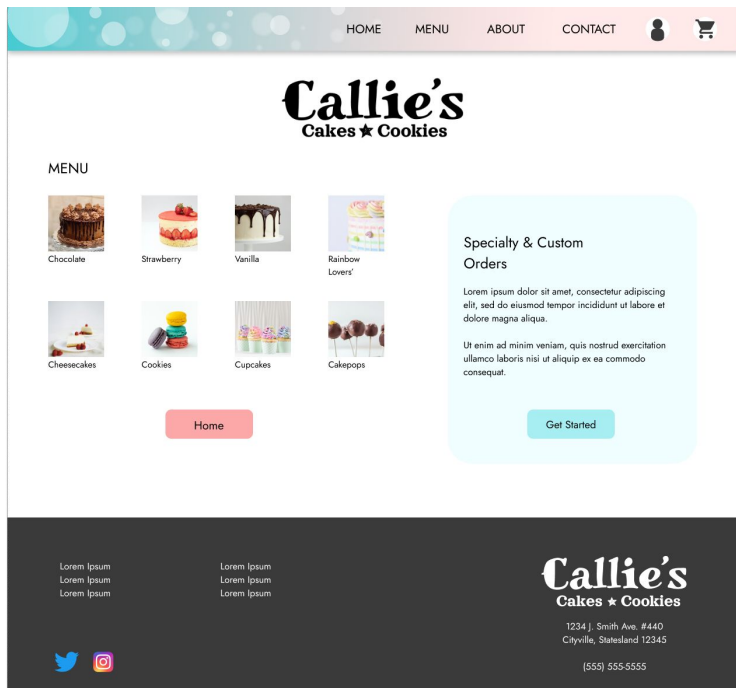 HOME MENU ABOUT CONTACT
Callie's
Cakes ★ Cookies
MENU
Chocolate
Strawberry
Vanilla
Rainbow
Lovers'
Cheesecakes
Cookies
Cupcakes
Cakepops
Home
Specialty & Custom
Orders
Lorem ipsum dolor sit amet, consectetur adipiscing
elit, sed do eiusmod tempor incididunt ut labore et
dolore magna aliqua.
Ut enim ad minim veniam, quis nostrud exercitation
ullamco laboris nisi ut aliquip ex ea commodo
consequat.
Get Started
Lorem Ipsum
Lorem Ipsum
Lorem Ipsum
Lorem Ipsum
Lorem Ipsum
Lorem Ipsum
Callie's
Cakes ★ Cookies
1234 J. Smith Ave. #440
Cityville, Statesland 12345
(555) 555-5555